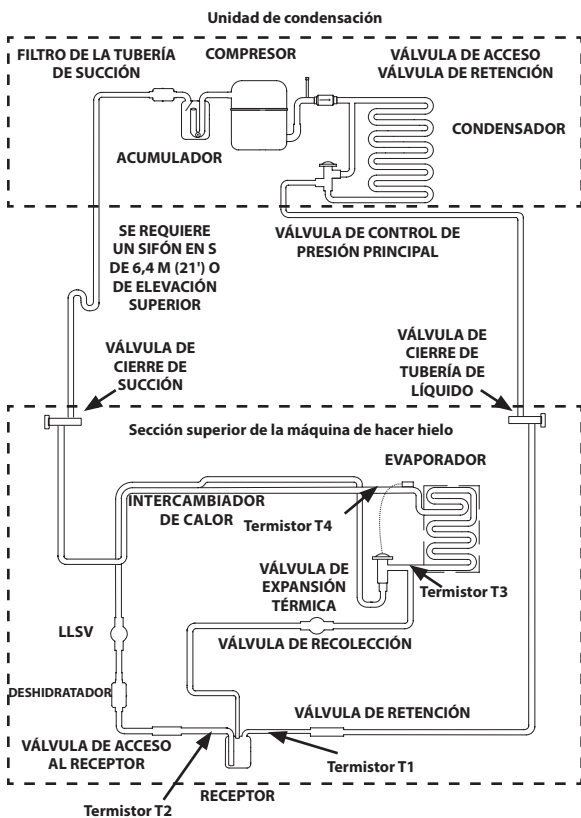 Unidad de condensación
FILTRO DE LA TUBERÍA
DE SUCCIÓN
COMPRESOR
VÁLVULA DE ACCESO
VÁLVULA DE RETENCIÓN
CONDENSADOR
ACUMULADOR
SE REQUIERE
UN SIFÓN EN S
DE 6,4 M (21') O
DE ELEVACIÓN
SUPERIOR
VÁLVULA DE CONTROL DE
PRESIÓN PRINCIPAL
VÁLVULA DE
CIERRE DE
SUCCIÓN
VÁLVULA DE
CIERRE DE
TUBERÍA DE
LÍQUIDO
Sección superior de la máquina de hacer hielo
EVAPORADOR
INTERCAMBIADOR
DE CALOR
Termistor T4
VÁLVULA DE
EXPANSIÓN
TÉRMICA
Termistor T3
LLSV
VÁLVULA DE RECOLECCIÓN
DESHIDRATADOR
VÁLVULA DE RETENCIÓN
VÁLVULA DE ACCESO
AL RECEPTOR
Termistor T1
RECEPTOR
Termistor T2